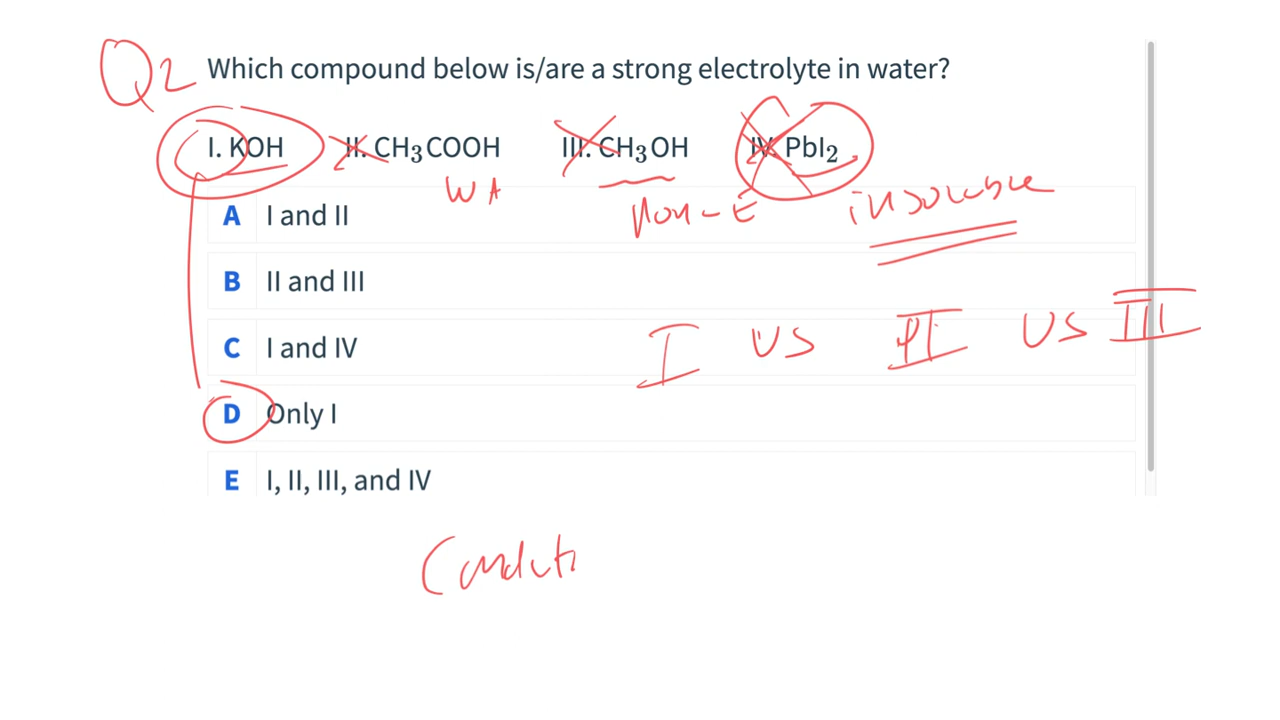 Q2 Which compound below is/are a strong electrolyte in water?
I. KOH II. CH₃COOH III. CH₃OH IV. PbI₂
WA Non-E insoluble
A I and II
B II and III
I vs II vs III
C I and IV
D Only I
E I, II, III, and IV